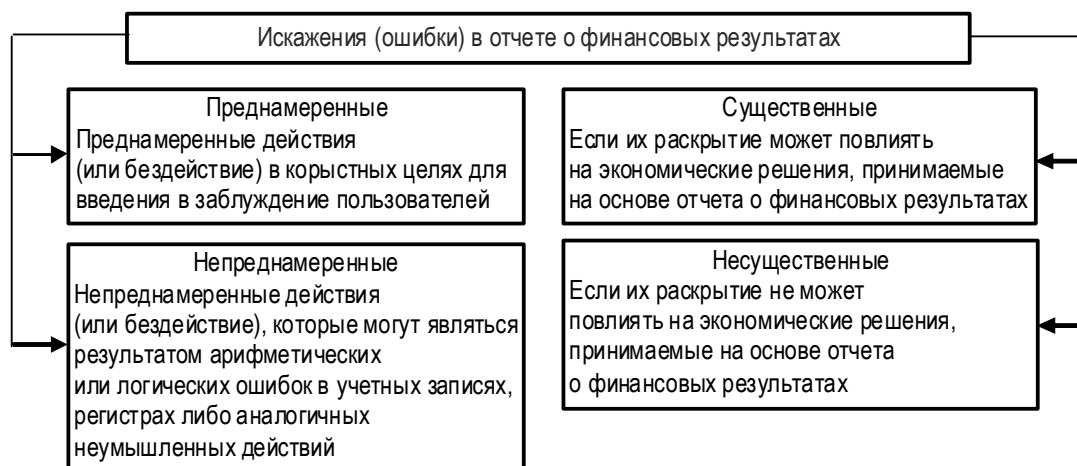 Искажения (ошибки) в отчете о финансовых результатах
Преднамеренные
Преднамеренные действия
(или бездействие) в корыстных целях для
введения в заблуждение пользователей
Непреднамеренные
Непреднамеренные действия
(или бездействие), которые могут являться
результатом арифметических
или логических ошибок в учетных записях,
регистрах либо аналогичных
неумышленных действий
Существенные
Если их раскрытие может повлиять
на экономические решения, принимаемые
на основе отчета о финансовых результатах
Несущественные
Если их раскрытие не может
повлиять на экономические решения,
принимаемые на основе отчета
о финансовых результатах